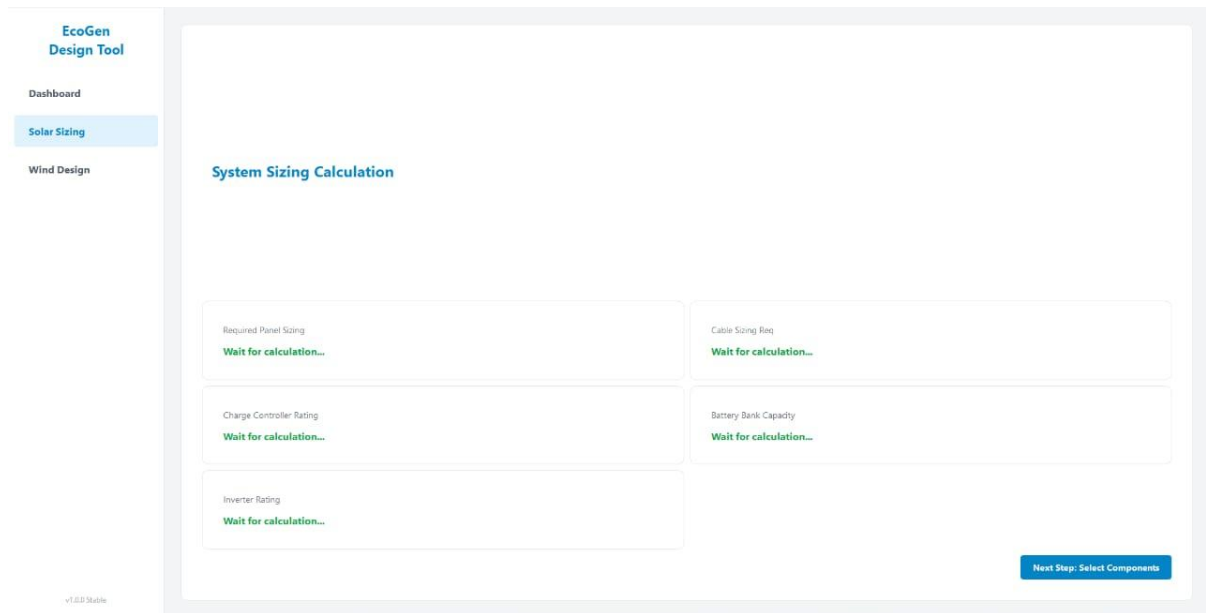 EcoGen
Design Tool
Dashboard
Solar Sizing
Wind Design
v1.0.0 Stable
System Sizing Calculation
Required Panel Sizing
Wait for calculation...
Cable Sizing Req
Wait for calculation...
Charge Controller Rating
Wait for calculation...
Battery Bank Capacity
Wait for calculation...
Inverter Rating
Wait for calculation...
Next Step: Select Components